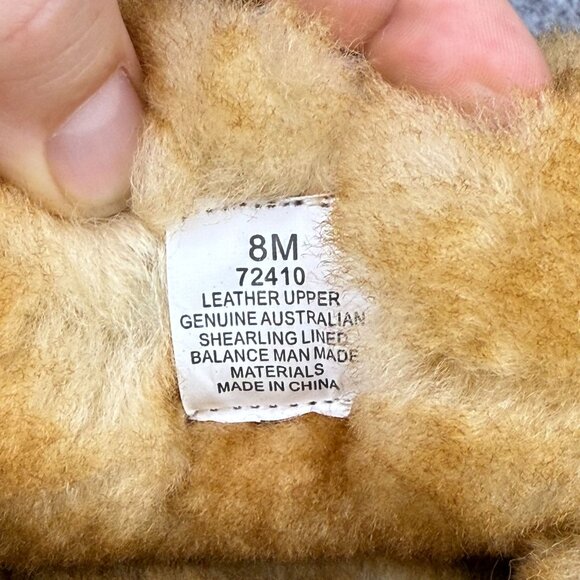 8M
72410
LEATHER UPPER
GENUINE AUSTRALIAN
SHEARLING LINED
BALANCE MAN MADE
MATERIALS
MADE IN CHINA